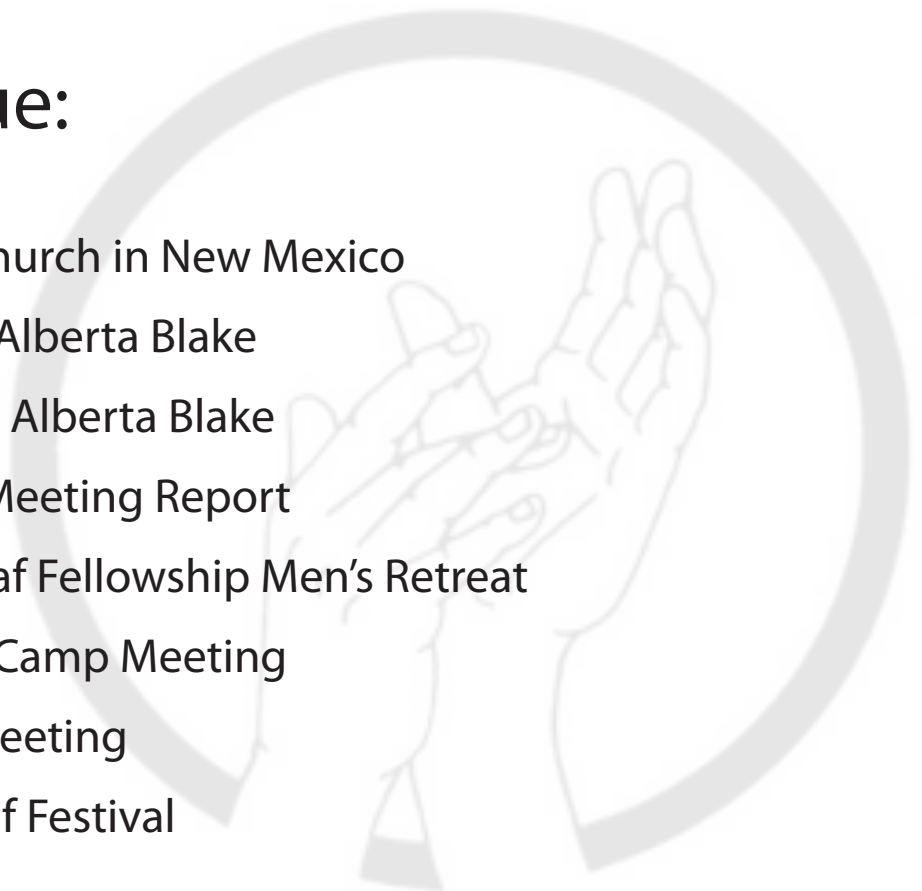 ue:
hurch in New Mexico
Alberta Blake
Alberta Blake
Meeting Report
af Fellowship Men's Retreat
Camp Meeting
eeting
f Festival